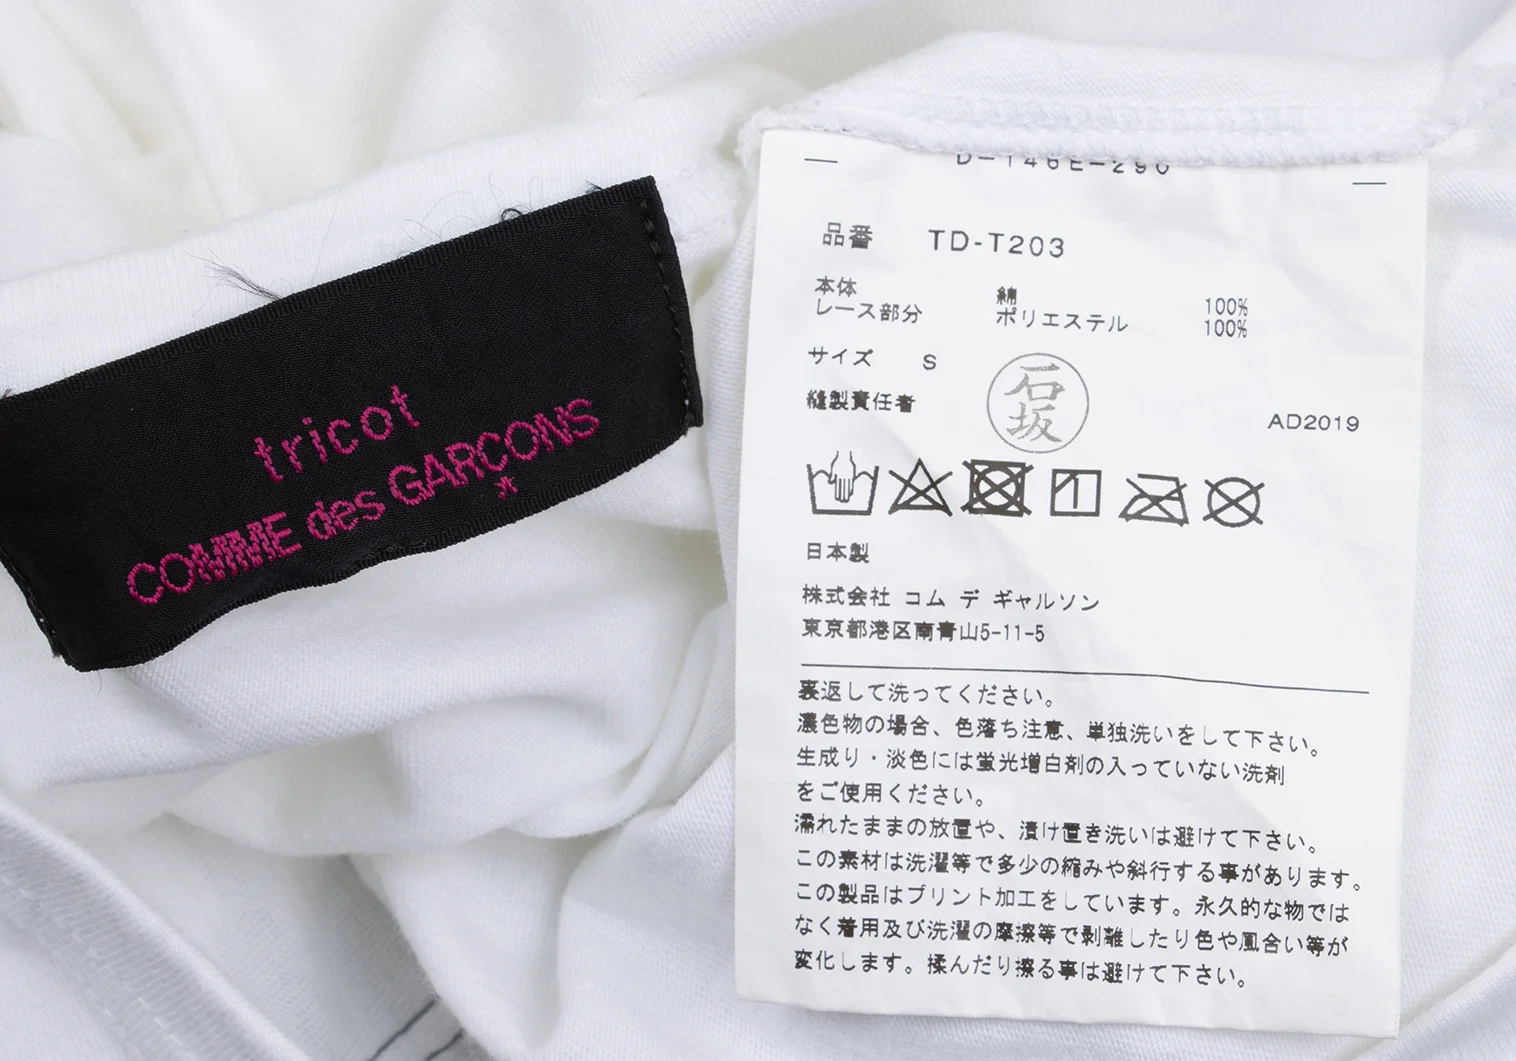 tricot
COMME des GARCONS
D-146E-290
品番 TD-T203
本体 綿 100%
レース部分 ポリエステル 100%
サイズ S
縫製責任者 石坂 AD2019
日本製
株式会社 コム デ ギャルソン
東京都港区南青山5-11-5
裏返して洗ってください。
濃色物の場合、色落ち注意、単独洗いをして下さい。
生成り・淡色には蛍光増白剤の入っていない洗剤
をご使用ください。
濡れたままの放置や、漬け置き洗いは避けて下さい。
この素材は洗濯等で多少の縮みや斜行する事があります。
この製品はプリント加工をしています。永久的な物では
なく着用及び洗濯の摩擦等で剥離したり色や風合い等が
変化します。揉んだり擦る事は避けて下さい。